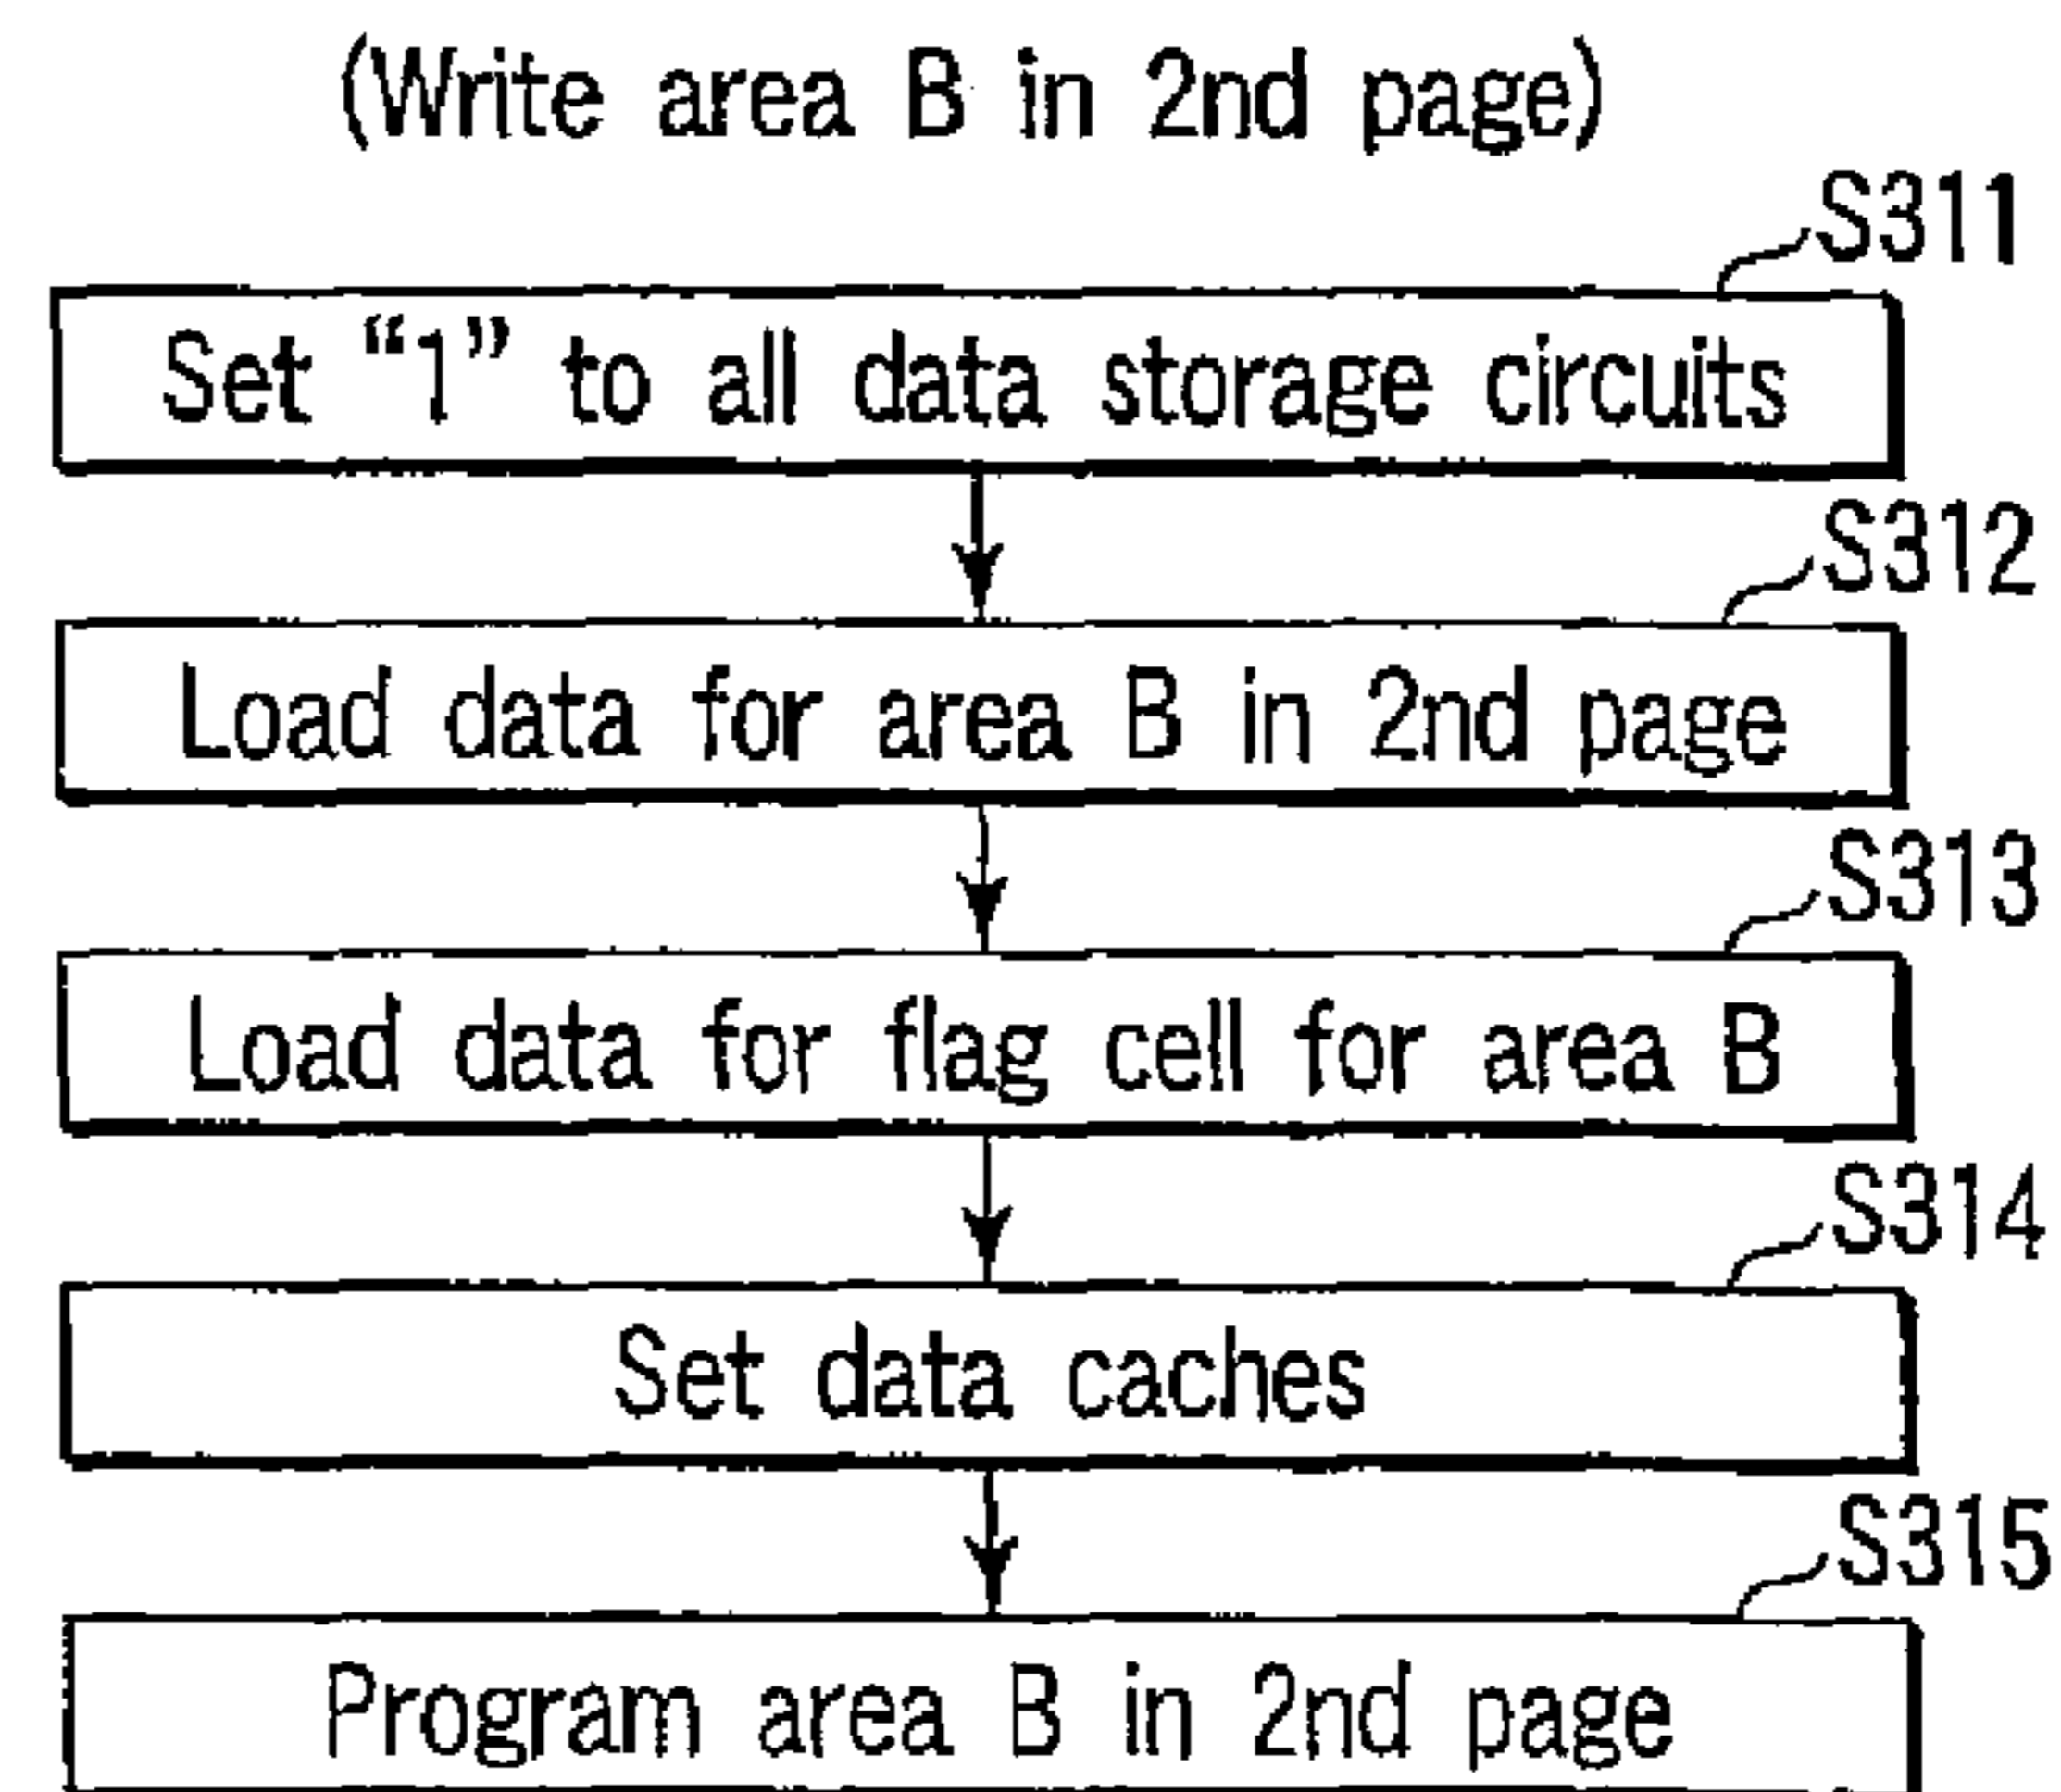 (Write area B in 2nd page)
S311
Set “1” to all data storage circuits
S312
Load data for area B in 2nd page
S313
Load data for flag cell for area B
S314
Set data caches
S315
Program area B in 2nd page